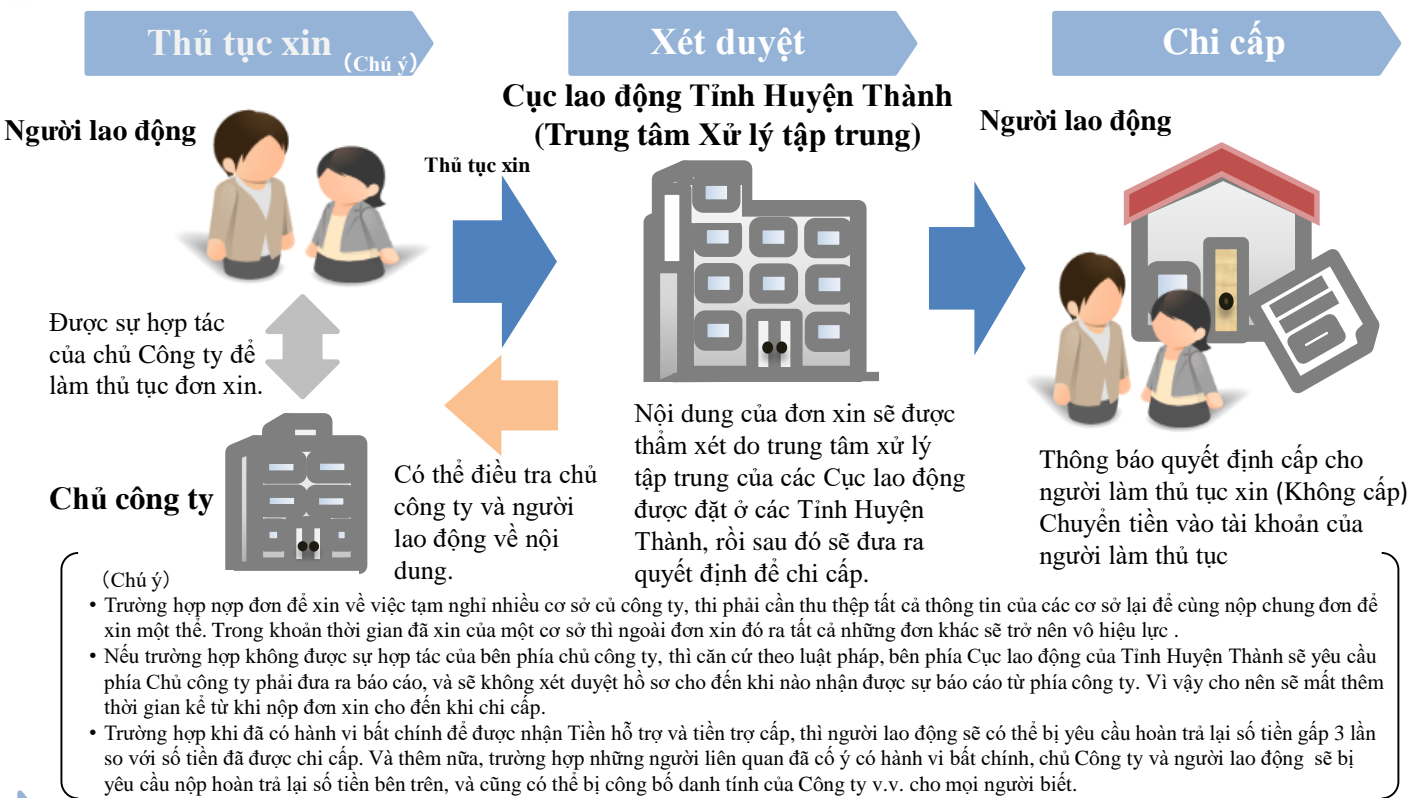 Thủ tục xin （Chú ý）
Xét duyệt
Chi cấp
Người lao động
Thủ tục xin
Cục lao động Tỉnh Huyện Thành
(Trung tâm Xử lý tập trung)
Người lao động
Được sự hợp tác
của chủ Công ty để
làm thủ tục đơn xin.
Chủ công ty
Có thể điều tra chủ
công ty và người
lao động về nội
dung.
Nội dung của đơn xin sẽ được
thẩm xét do trung tâm xử lý
tập trung của các Cục lao động
được đặt ở các Tỉnh Huyện
Thành, rồi sau đó sẽ đưa ra
quyết định để chi cấp.
Thông báo quyết định cấp cho
người làm thủ tục xin (Không cấp)
Chuyển tiền vào tài khoản của
người làm thủ tục
（Chú ý）
• Trường hợp nợp đơn để xin về việc tạm nghỉ nhiều cơ sở củ công ty, thi phải cần thu thệp tất cả thông tin của các cơ sở lại để cùng nộp chung đơn để
xin một thể. Trong khoản thời gian đã xin của một cơ sở thì ngoài đơn xin đó ra tất cả những đơn khác sẽ trở nên vô hiệu lực .
• Nếu trường hợp không được sự hợp tác của bên phía chủ công ty, thì căn cứ theo luật pháp, bên phía Cục lao động của Tỉnh Huyện Thành sẽ yêu cầu
phía Chủ công ty phải đưa ra báo cáo, và sẽ không xét duyệt hồ sơ cho đến khi nào nhận được sự báo cáo từ phía công ty. Vì vậy cho nên sẽ mất thêm
thời gian kể từ khi nộp đơn xin cho đến khi chi cấp.
• Trường hợp khi đã có hành vi bất chính để được nhận Tiền hỗ trợ và tiền trợ cấp, thì người lao động sẽ có thể bị yêu cầu hoàn trả lại số tiền gấp 3 lần
so với số tiền đã được chi cấp. Và thêm nữa, trường hợp những người liên quan đã cố ý có hành vi bất chính, chủ Công ty và người lao động sẽ bị
yêu cầu nộp hoàn trả lại số tiền bên trên, và cũng có thể bị công bố danh tính của Công ty v.v. cho mọi người biết.